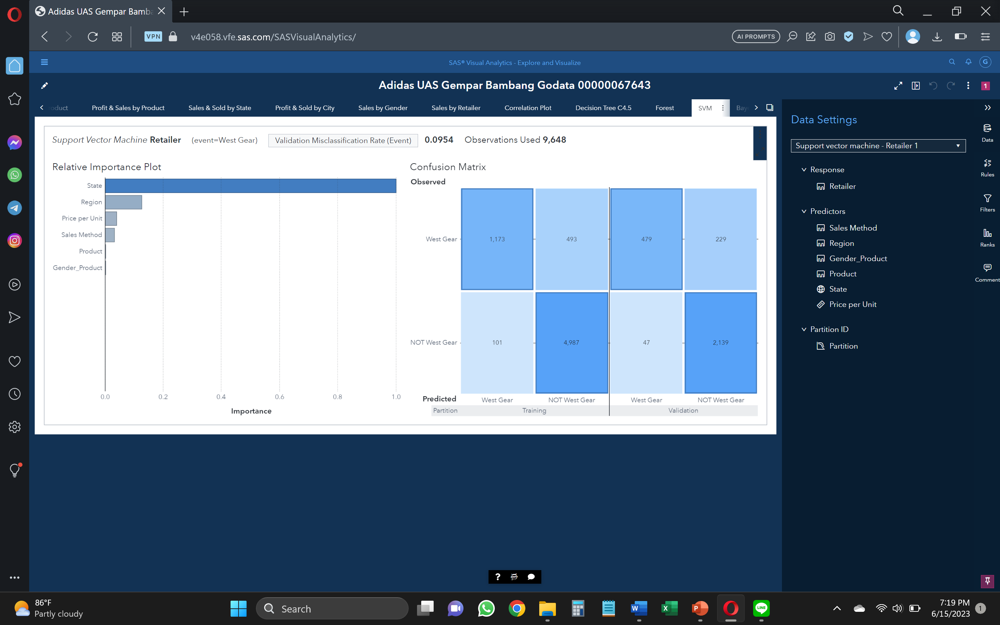 Adidas UAS Gempar Bamba
VPN v4e058.vfe.sas.com/SASVisualAnalytics/ AI PROMPTS
SAS® Visual Analytics - Explore and Visualize G
Adidas UAS Gempar Bambang Godata 00000067643 1
oduct Profit & Sales by Product Sales & Sold by State Profit & Sold by City Sales by Gender Sales by Retailer Correlation Plot Decision Tree C4.5 Forest SVM Bay
Support Vector Machine Retailer (event=West Gear) Validation Misclassification Rate (Event) 0.0954 Observations Used 9,648
Relative Importance Plot
State
Region
Price per Unit
Sales Method
Product
Gender_Product
0.0 0.2 0.4 0.6 0.8 1.0
Importance
Confusion Matrix
Observed
West Gear 1,173 493 479 229
NOT West Gear 101 4,987 47 2,139
Predicted West Gear NOT West Gear West Gear NOT West Gear
Partition Training Validation
Data Settings
Support vector machine - Retailer 1
Response
Retailer
Predictors
Sales Method
Region
Gender_Product
Product
State
Price per Unit
Partition ID
Partition
Data
Rules
Filters
Ranks
Comment
?
86°F
Partly cloudy
Search
W X P LINE
7:19 PM
6/15/2023 1